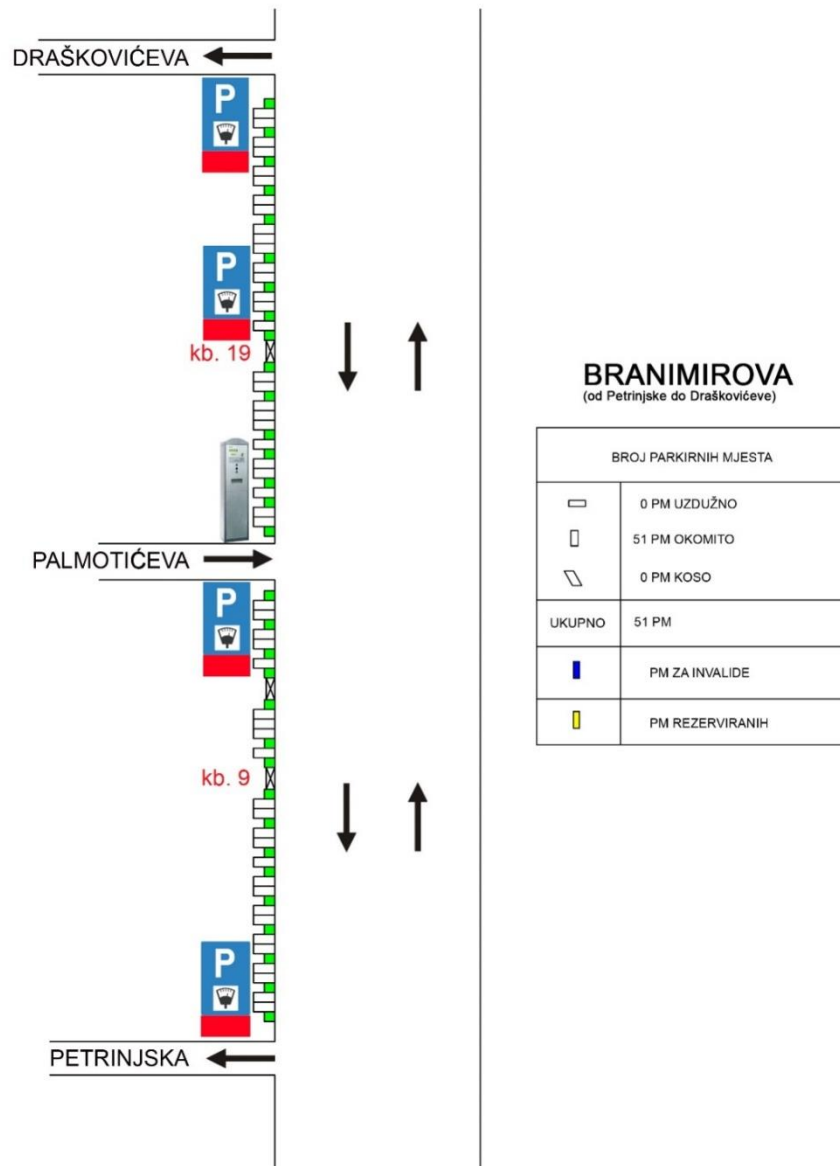 DRAŠKOVIĆEVA
P
P
kb. 19
PALMOTIĆEVA
P
kb. 9
P
PETRINJSKA
BRANIMIROVA
(od Petrinjske do Draškovićeve)
BROJ PARKIRNIH MJESTA
0 PM UZDUŽNO
51 PM OKOMITO
0 PM KOSO
UKUPNO 51 PM
PM ZA INVALIDE
PM REZERVIRANIH